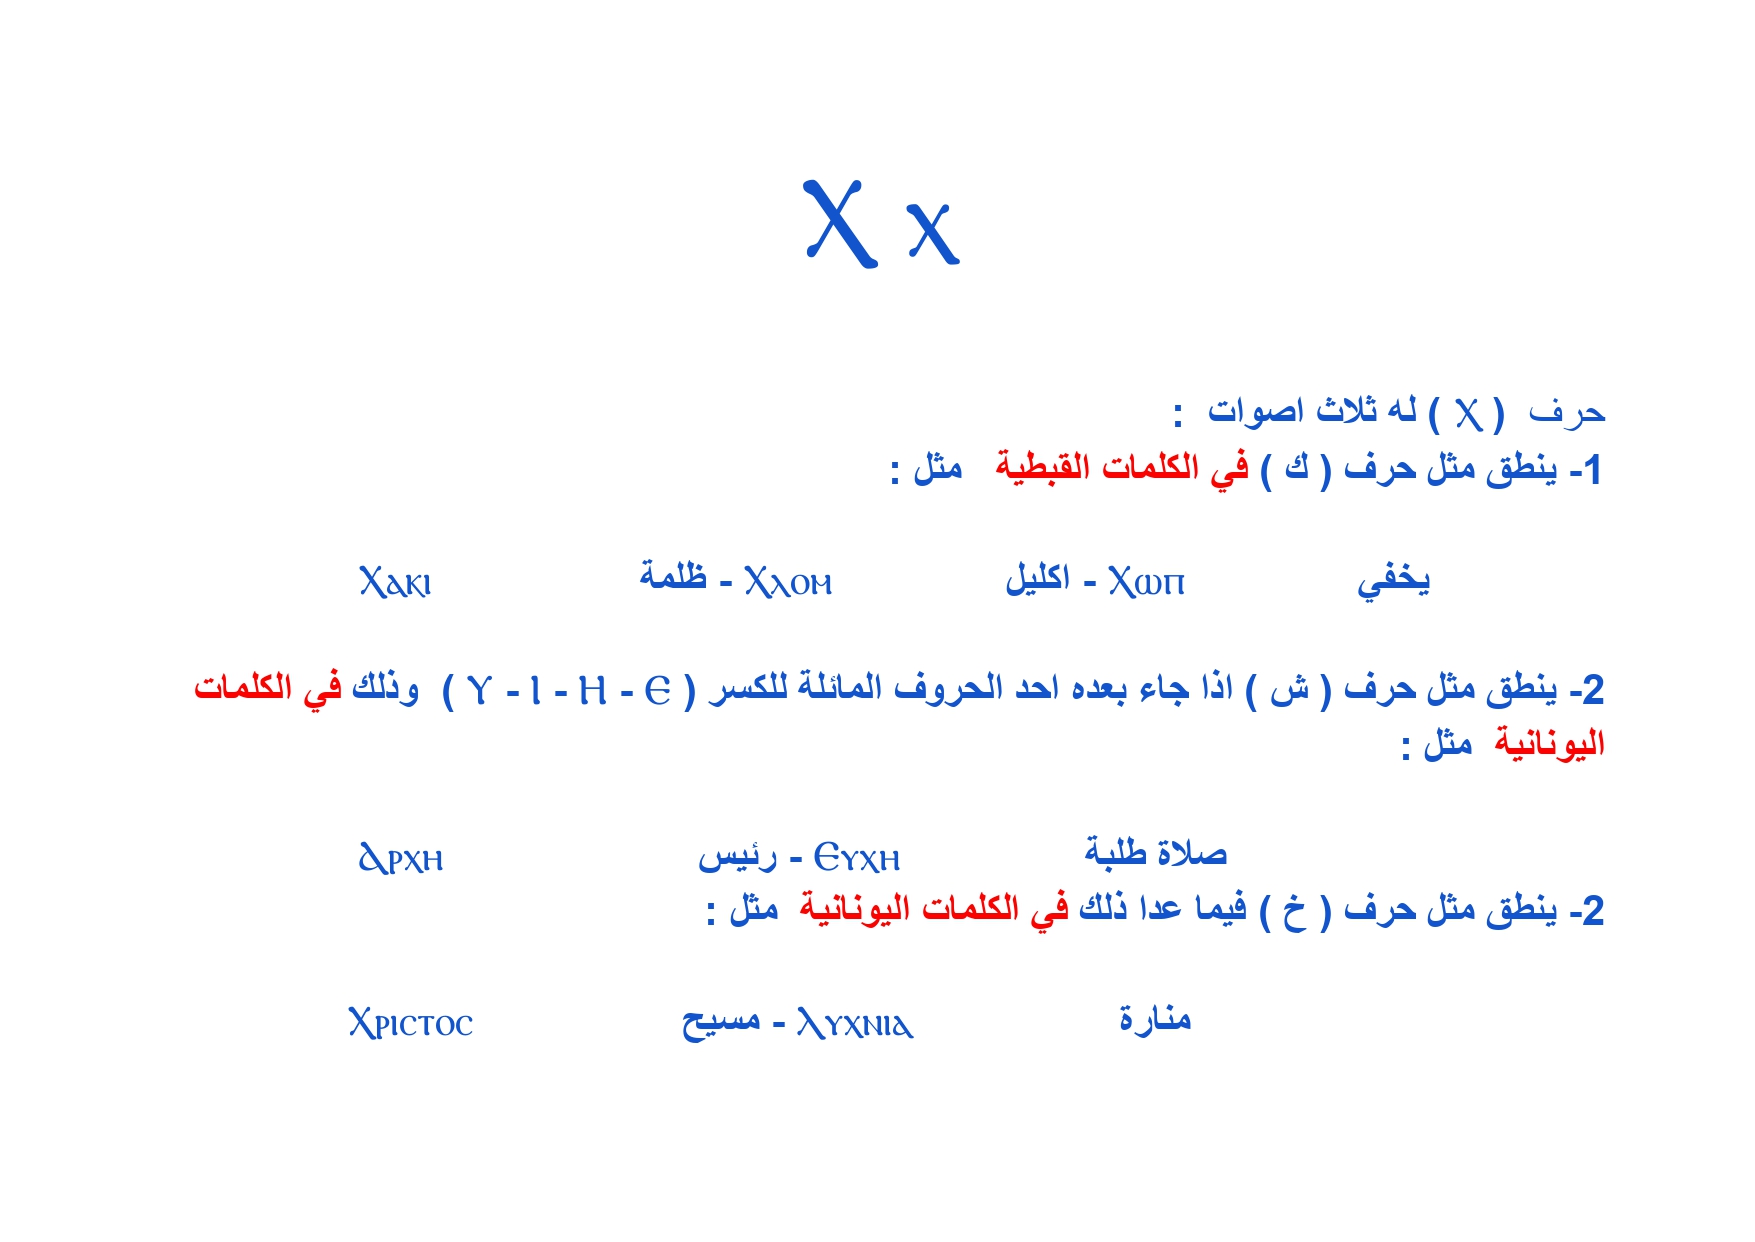 Ⲭ ⲭ
حرف ( Ⲭ ) له ثلاث اصوات :
1- ينطق مثل حرف ( ك ) في الكلمات القبطية مثل :
يخفي Ⲭⲱⲡ - اكليل Ⲭⲗⲟⲙ - ظلمة Ⲭⲁⲕⲓ
2- ينطق مثل حرف ( ش ) اذا جاء بعده احد الحروف المائلة للكسر ( Ⲩ - Ⲓ - Ⲏ - Ⲉ ) وذلك في الكلمات
اليونانية مثل :
صلاة طلبة Ⲉⲩⲭⲏ - رئيس Ⲁⲣⲭⲏ
2- ينطق مثل حرف ( خ ) فيما عدا ذلك في الكلمات اليونانية مثل :
منارة Ⲗⲩⲭⲛⲓⲁ - مسيح Ⲭⲣⲓⲥⲧⲟⲥ